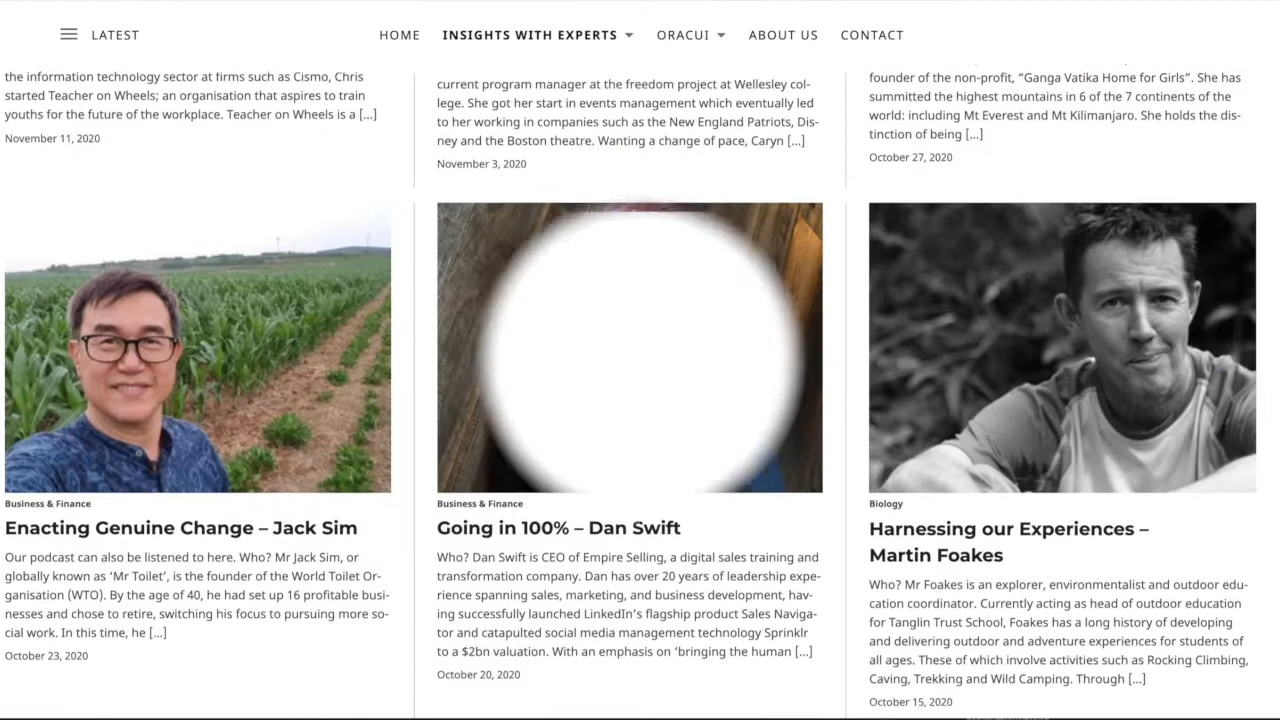 LATEST
HOME
INSIGHTS WITH EXPERTS
ORACUI
ABOUT US
CONTACT
the information technology sector at firms such as Cismo, Chris
started Teacher on Wheels; an organisation that aspires to train
youths for the future of the workplace. Teacher on Wheels is a [...]
November 11, 2020
current program manager at the freedom project at Wellesley col-
lege. She got her start in events management which eventually led
to her working in companies such as the New England Patriots, Dis-
ney and the Boston theatre. Wanting a change of pace, Caryn [...]
November 3, 2020
founder of the non-profit, “Ganga Vatika Home for Girls”. She has
summitted the highest mountains in 6 of the 7 continents of the
world: including Mt Everest and Mt Kilimanjaro. She holds the dis-
tinction of being [...]
October 27, 2020
Business & Finance
Enacting Genuine Change – Jack Sim
Our podcast can also be listened to here. Who? Mr Jack Sim, or
globally known as ‘Mr Toilet’, is the founder of the World Toilet Or-
ganisation (WTO). By the age of 40, he had set up 16 profitable busi-
nesses and chose to retire, switching his focus to pursuing more so-
cial work. In this time, he [...]
October 23, 2020
Business & Finance
Going in 100% – Dan Swift
Who? Dan Swift is CEO of Empire Selling, a digital sales training and
transformation company. Dan has over 20 years of leadership expe-
rience spanning sales, marketing, and business development, hav-
ing successfully launched LinkedIn’s flagship product Sales Naviga-
tor and catapulted social media management technology Sprinklr
to a $2bn valuation. With an emphasis on ‘bringing the human [...]
October 20, 2020
Biology
Harnessing our Experiences –
Martin Foakes
Who? Mr Foakes is an explorer, environmentalist and outdoor edu-
cation coordinator. Currently acting as head of outdoor education
for Tanglin Trust School, Foakes has a long history of developing
and delivering outdoor and adventure experiences for students of
all ages. These of which involve activities such as Rocking Climbing,
Caving, Trekking and Wild Camping. Through [...]
October 15, 2020